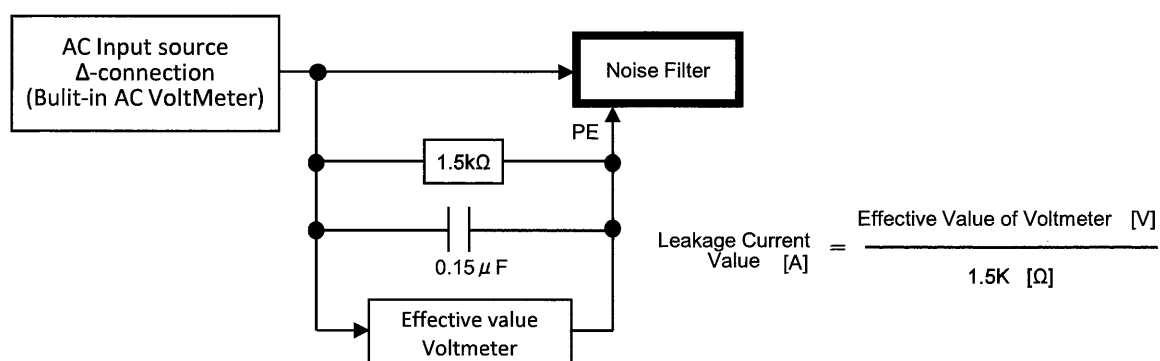 AC Input source
Δ-connection
(Bulit-in AC VoltMeter)
Noise Filter
PE
1.5kΩ
0.15μF
Effective value
Voltmeter
Leakage Current
Value [A]
=
Effective Value of Voltmeter [V]
1.5K [Ω]